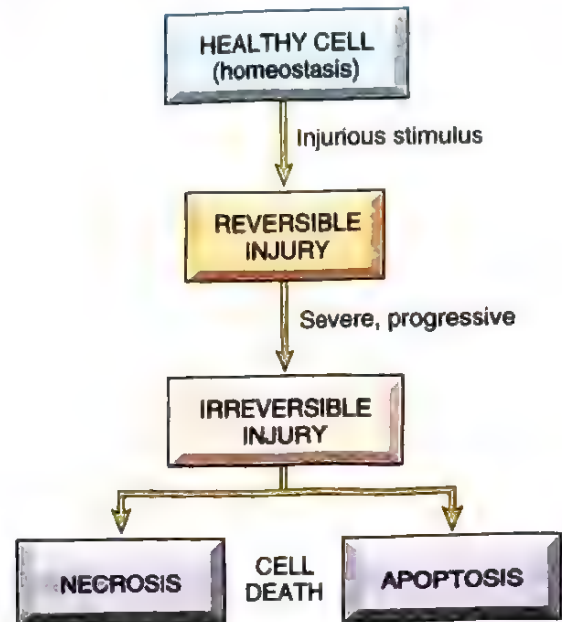 HEALTHY CELL
(homeostasis)
Injurious stimulus
REVERSIBLE
INJURY
Severe, progressive
IRREVERSIBLE
INJURY
NECROSIS
CELL
DEATH
APOPTOSIS